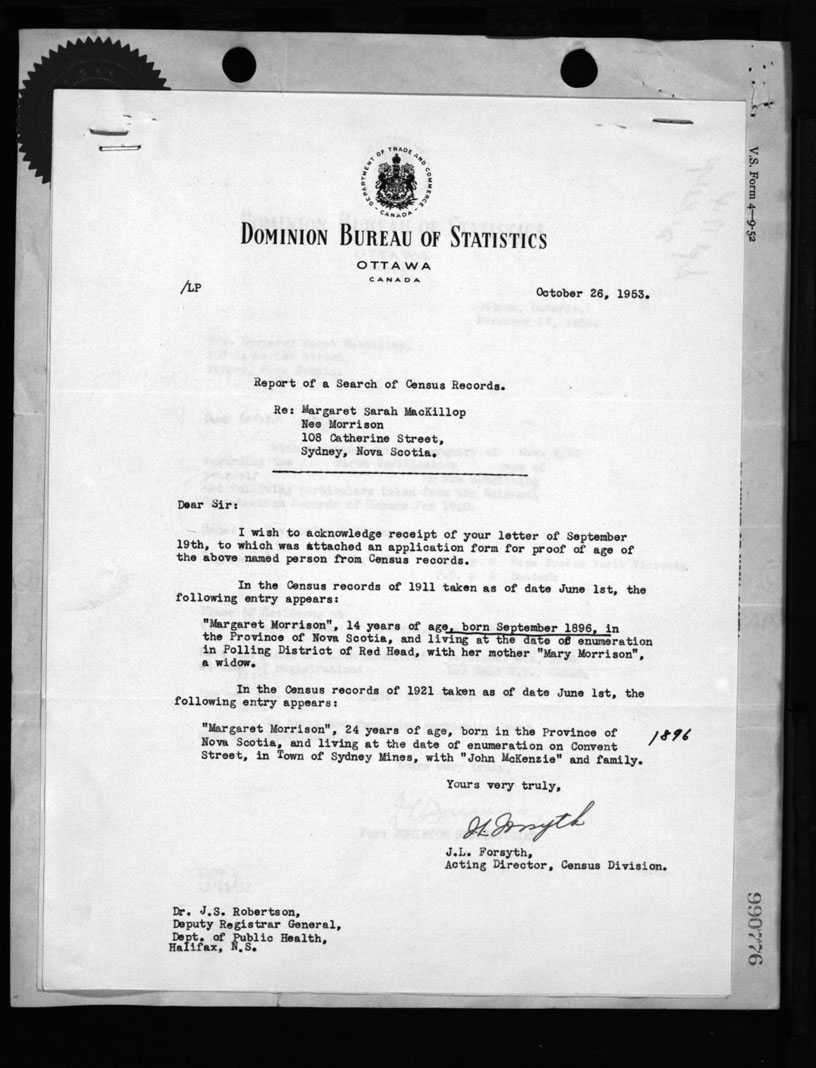 DEPARTMENT OF TRADE AND COMMERCE
CANADA
DOMINION BUREAU OF STATISTICS
OTTAWA
CANADA
/LP
October 26, 1953.
Report of a Search of Census Records.
Re: Margaret Sarah MacKillop
Nee Morrison
108 Catherine Street,
Sydney, Nova Scotia.
Dear Sir:
I wish to acknowledge receipt of your letter of September
19th, to which was attached an application form for proof of age of
the above named person from Census records.
In the Census records of 1911 taken as of date June 1st, the
following entry appears:
"Margaret Morrison", 14 years of age, born September 1896, in
the Province of Nova Scotia, and living at the date of enumeration
in Polling District of Red Head, with her mother "Mary Morrison",
a widow.
In the Census records of 1921 taken as of date June 1st, the
following entry appears:
"Margaret Morrison", 24 years of age, born in the Province of
Nova Scotia, and living at the date of enumeration on Convent
Street, in Town of Sydney Mines, with "John McKenzie" and family.
1896
Yours very truly,
J.L. Forsyth
J.L. Forsyth,
Acting Director, Census Division.
Dr. J.S. Robertson,
Deputy Registrar General,
Dept. of Public Health,
Halifax, N.S.
V.S. Form 4—9-52
990776